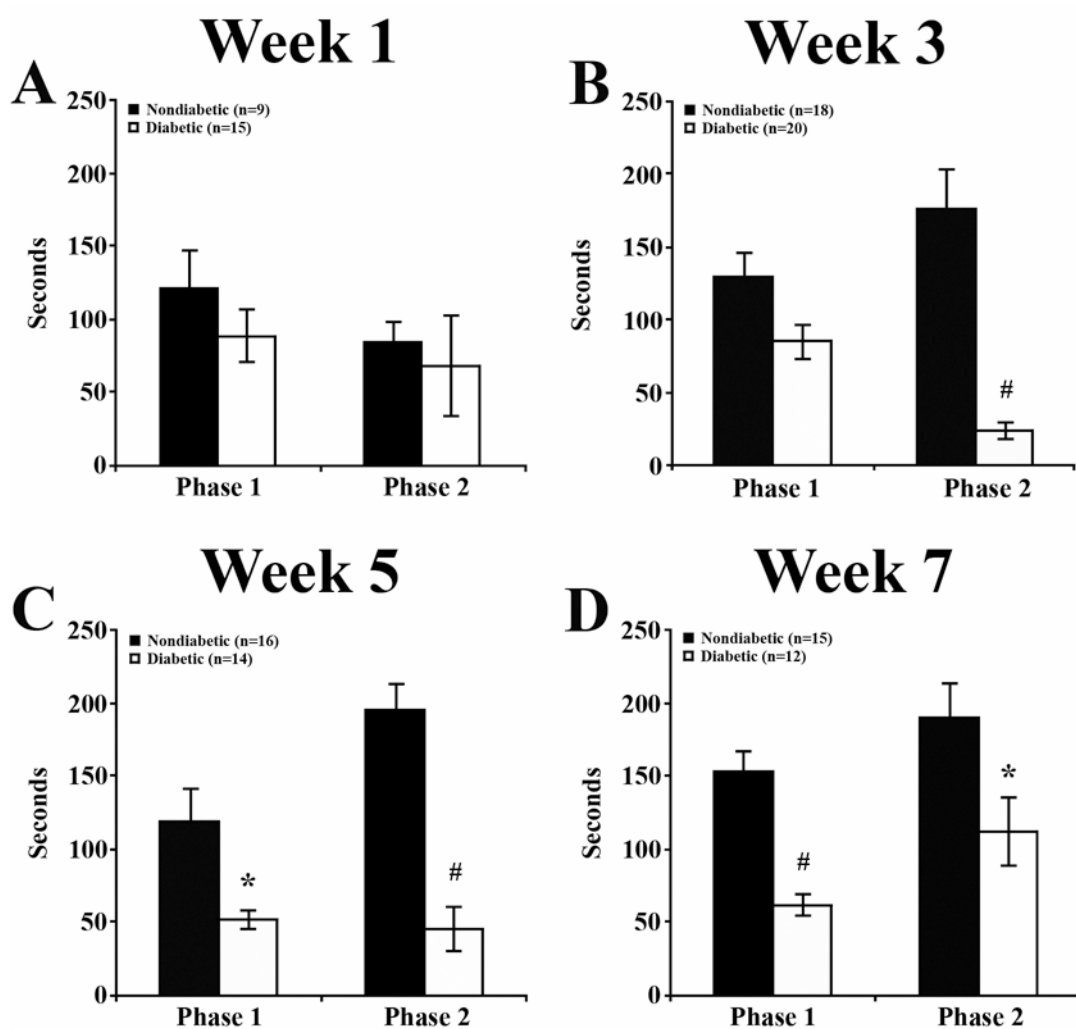 Week 1
A
250
200
150
100
50
0
Seconds
Nondiabetic (n=9)
Diabetic (n=15)
Phase 1
Phase 2
Week 3
B
250
200
150
100
50
0
Seconds
Nondiabetic (n=18)
Diabetic (n=20)
#
Phase 1
Phase 2
Week 5
C
250
200
150
100
50
0
Seconds
Nondiabetic (n=16)
Diabetic (n=14)
*
#
Phase 1
Phase 2
Week 7
D
250
200
150
100
50
0
Seconds
Nondiabetic (n=15)
Diabetic (n=12)
#
*
Phase 1
Phase 2